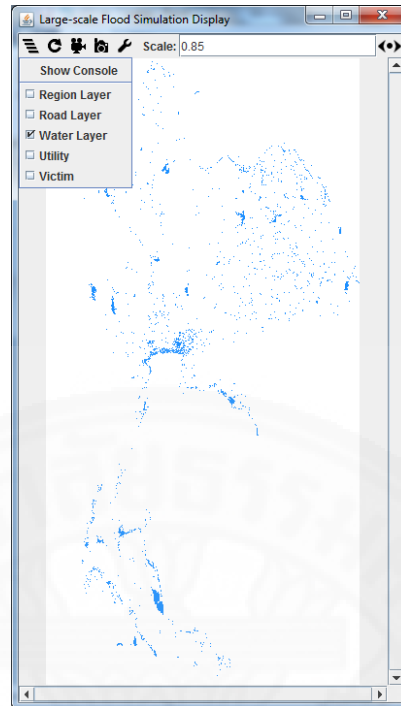 Large-scale Flood Simulation Display
Scale: 0.85
Show Console
Region Layer
Road Layer
Water Layer
Utility
Victim